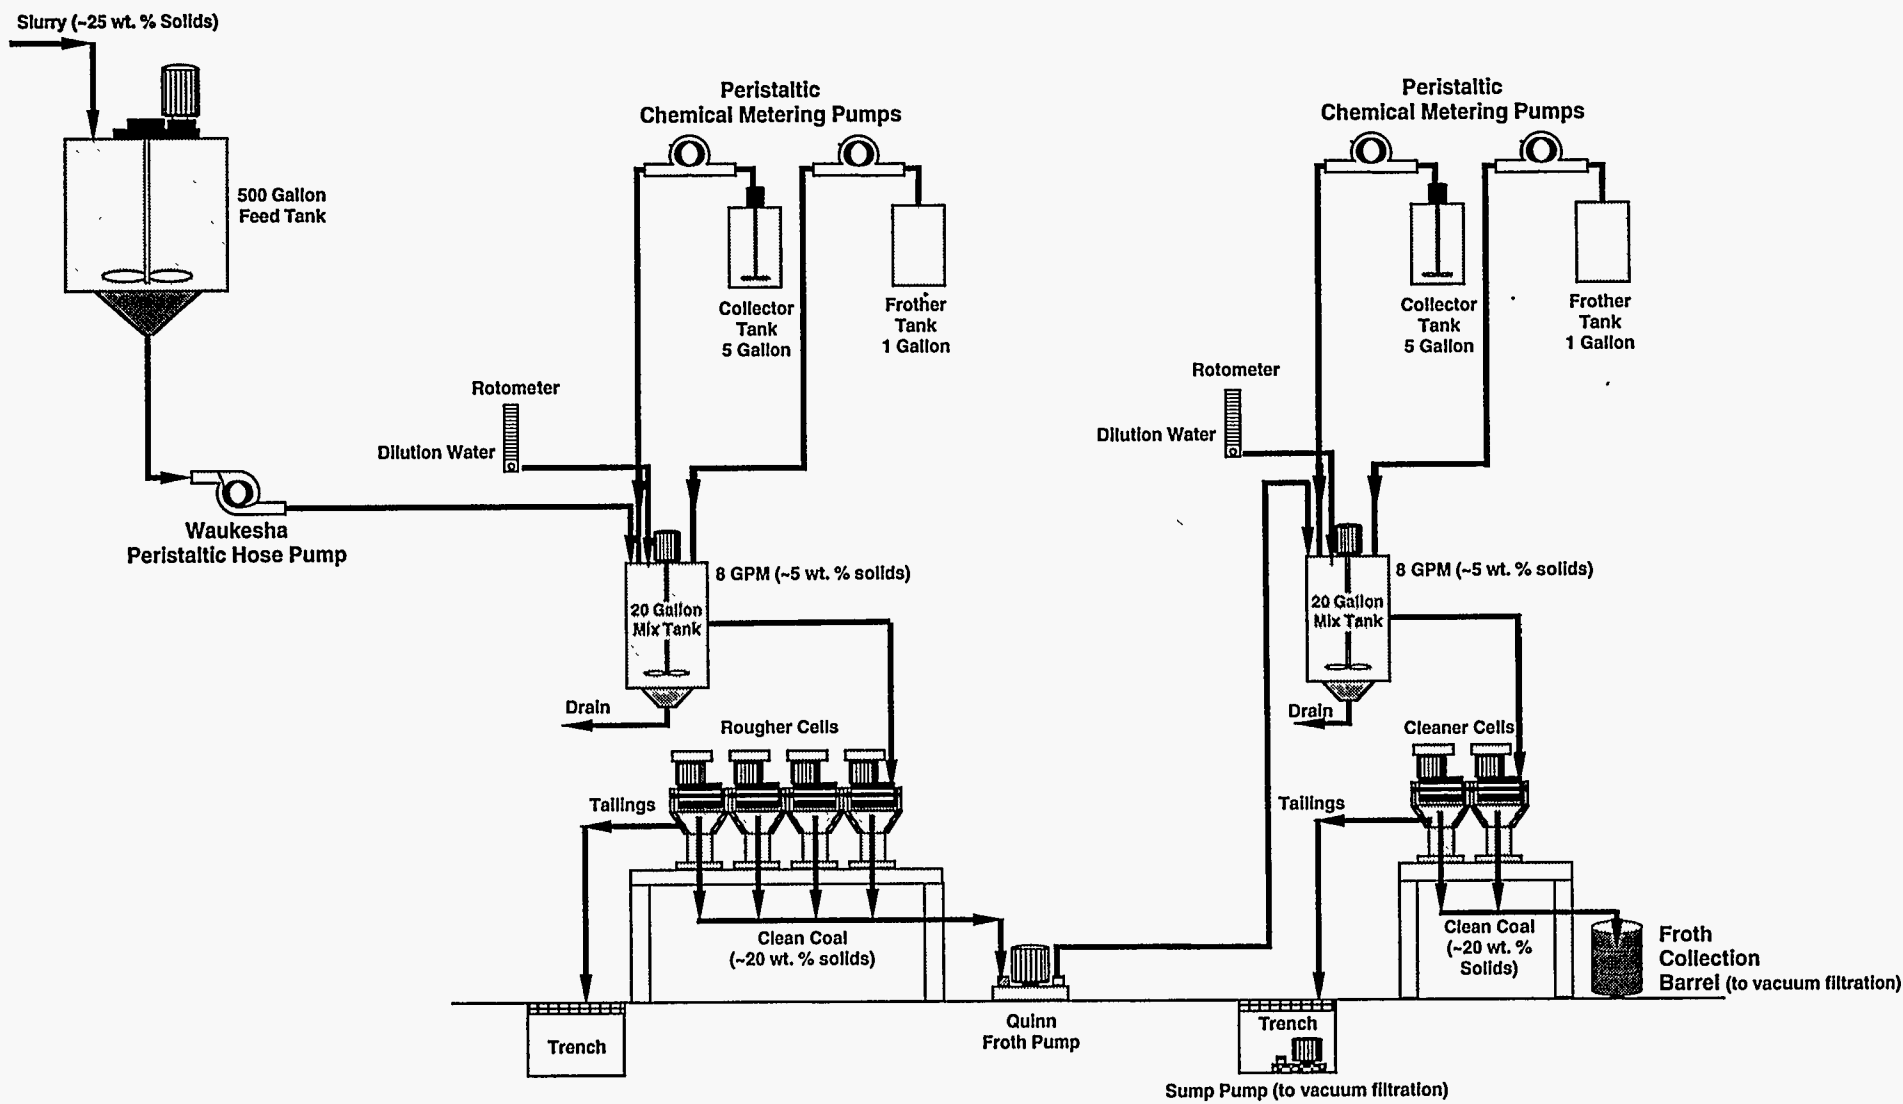 Slurry (~25 wt. % Solids)
500 Gallon
Feed Tank
Waukesha
Peristaltic Hose Pump
Peristaltic
Chemical Metering Pumps
Collector
Tank
5 Gallon
Frother
Tank
1 Gallon
Rotometer
Dilution Water
8 GPM (~5 wt. % solids)
20 Gallon
Mix Tank
Drain
Rougher Cells
Tailings
Clean Coal
(~20 wt. % solids)
Trench
Quinn
Froth Pump
Peristaltic
Chemical Metering Pumps
Collector
Tank
5 Gallon
Frother
Tank
1 Gallon
Rotometer
Dilution Water
8 GPM (~5 wt. % solids)
20 Gallon
Mix Tank
Drain
Cleaner Cells
Tailings
Clean Coal
(~20 wt. %
Solids)
Froth
Collection
Barrel (to vacuum filtration)
Trench
Sump Pump (to vacuum filtration)